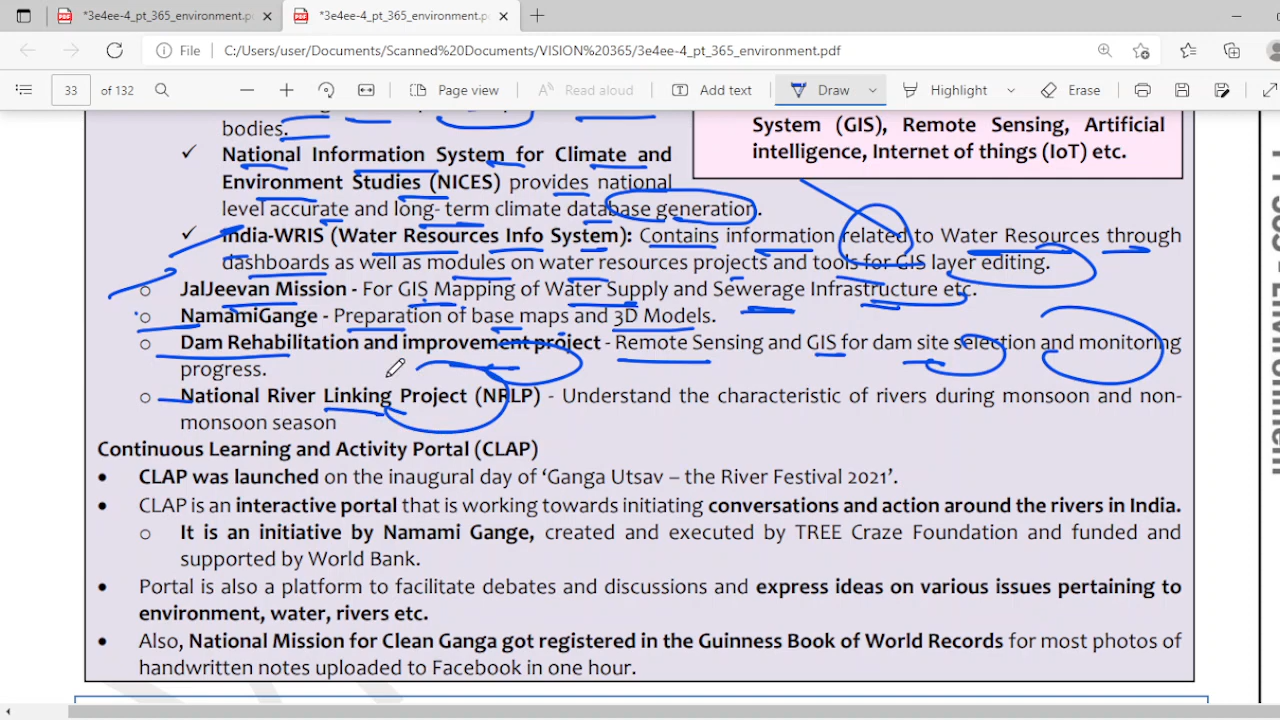 *3e4ee-4_pt_365_environment.p
*3e4ee-4_pt_365_environment.p
File
C:/Users/user/Documents/Scanned%20Documents/VISION%20365/3e4ee-4_pt_365_environment.pdf
33 of 132
Page view
Read aloud
Add text
Draw
Highlight
Erase
bodies.
✓ National Information System for Climate and
Environment Studies (NICES) provides national
level accurate and long- term climate database generation.
✓ India-WRIS (Water Resources Info System): Contains information related to Water Resources through
dashboards as well as modules on water resources projects and tools for GIS layer editing.
System (GIS), Remote Sensing, Artificial
intelligence, Internet of things (IoT) etc.
o JalJeevan Mission - For GIS Mapping of Water Supply and Sewerage Infrastructure etc.
o NamamiGange - Preparation of base maps and 3D Models.
o Dam Rehabilitation and improvement project - Remote Sensing and GIS for dam site selection and monitoring
progress.
o National River Linking Project (NRLP) - Understand the characteristic of rivers during monsoon and non-
monsoon season
Continuous Learning and Activity Portal (CLAP)
• CLAP was launched on the inaugural day of ‘Ganga Utsav – the River Festival 2021’.
• CLAP is an interactive portal that is working towards initiating conversations and action around the rivers in India.
o It is an initiative by Namami Gange, created and executed by TREE Craze Foundation and funded and
supported by World Bank.
• Portal is also a platform to facilitate debates and discussions and express ideas on various issues pertaining to
environment, water, rivers etc.
• Also, National Mission for Clean Ganga got registered in the Guinness Book of World Records for most photos of
handwritten notes uploaded to Facebook in one hour.